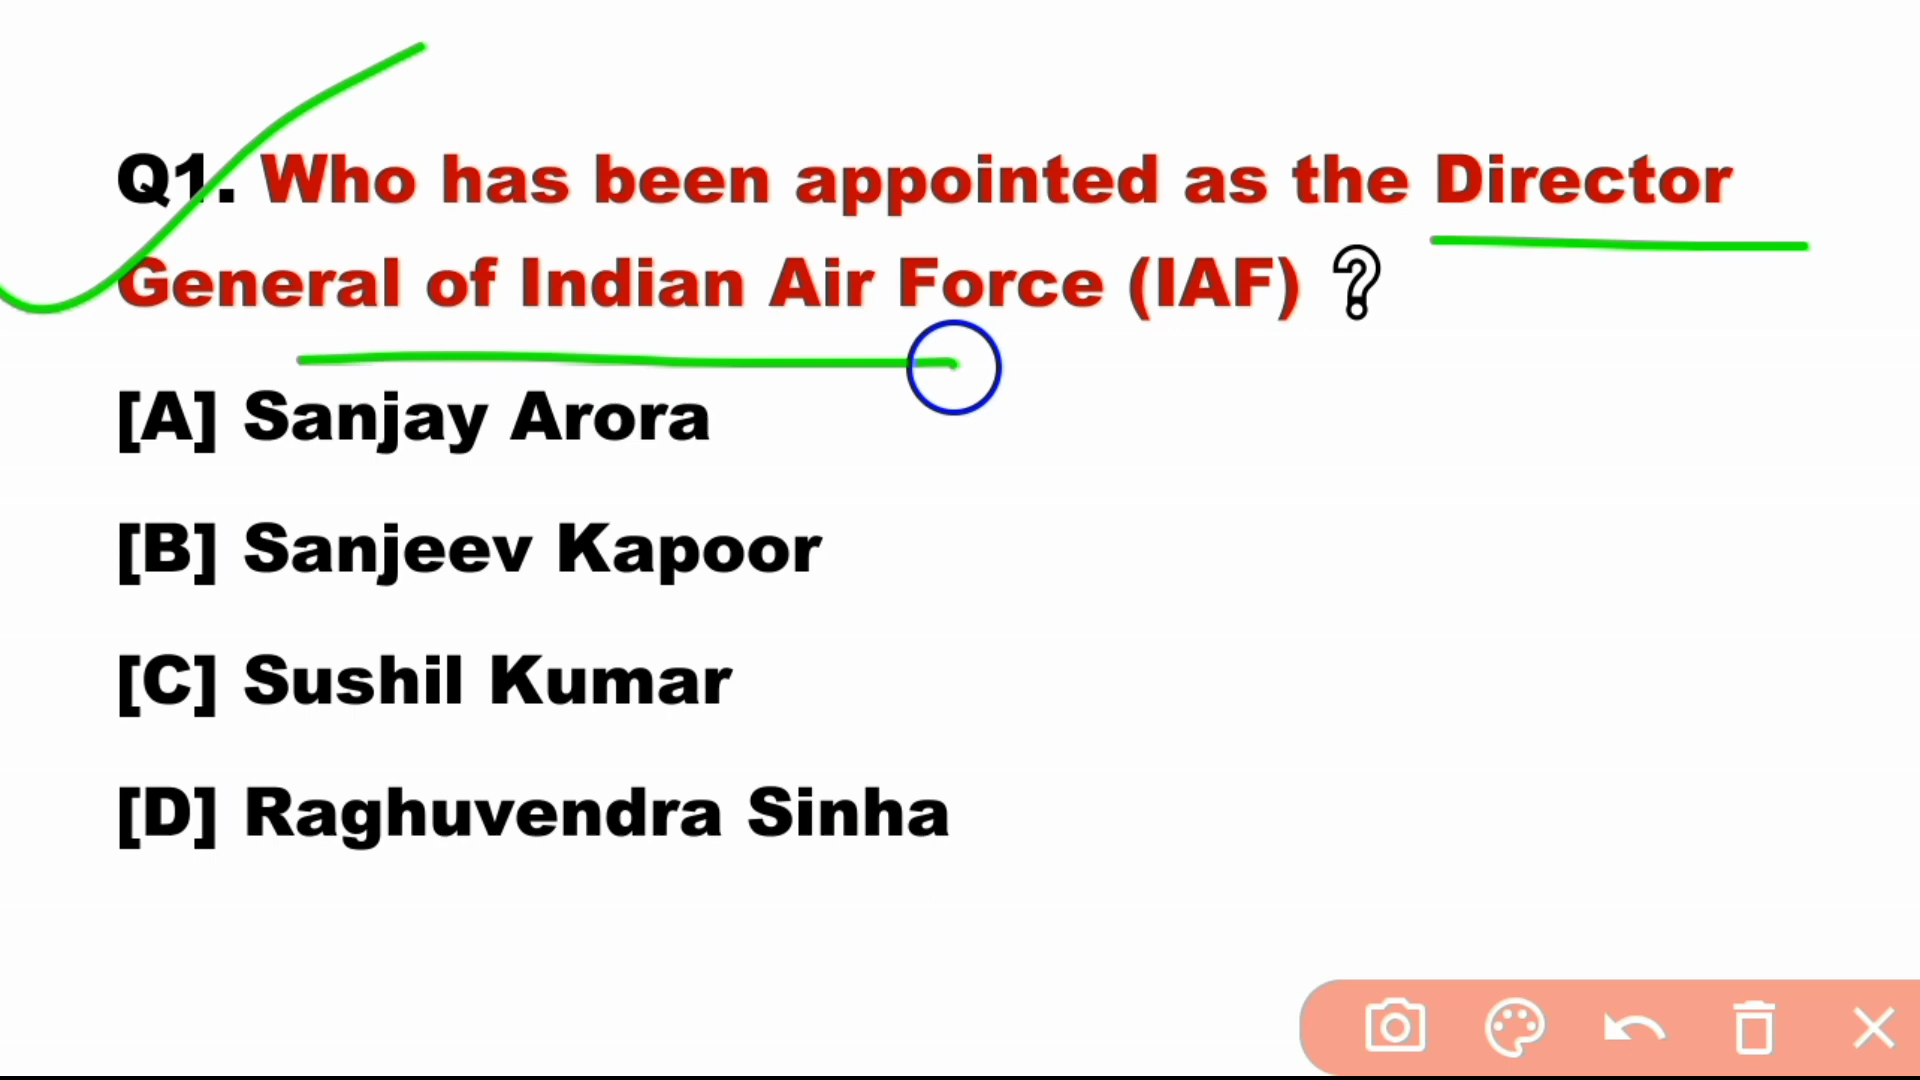 Q1. Who has been appointed as the Director
General of Indian Air Force (IAF) ?
[A] Sanjay Arora
[B] Sanjeev Kapoor
[C] Sushil Kumar
[D] Raghuvendra Sinha